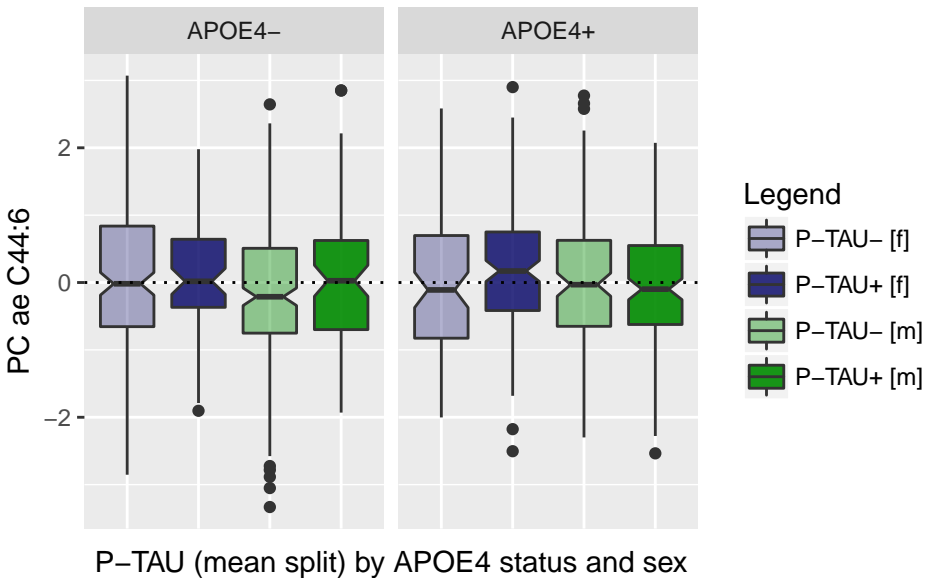 APOE4− APOE4+
PC ae C44:6
2
0
−2
P−TAU (mean split) by APOE4 status and sex
Legend
P−TAU− [f]
P−TAU+ [f]
P−TAU− [m]
P−TAU+ [m]